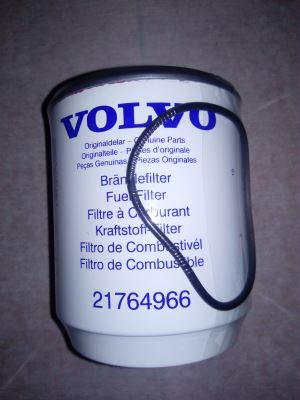 VOLVO
Originaldelar - Genuine Parts
Originalteile - Pièces d'origine
Peças Genuinas - Piezas Originales
Bränslefilter
Fuel Filter
Filtre à Carburant
Kraftstoff-Filter
Filtro de Combustivél
Filtro de Combustible
21764966